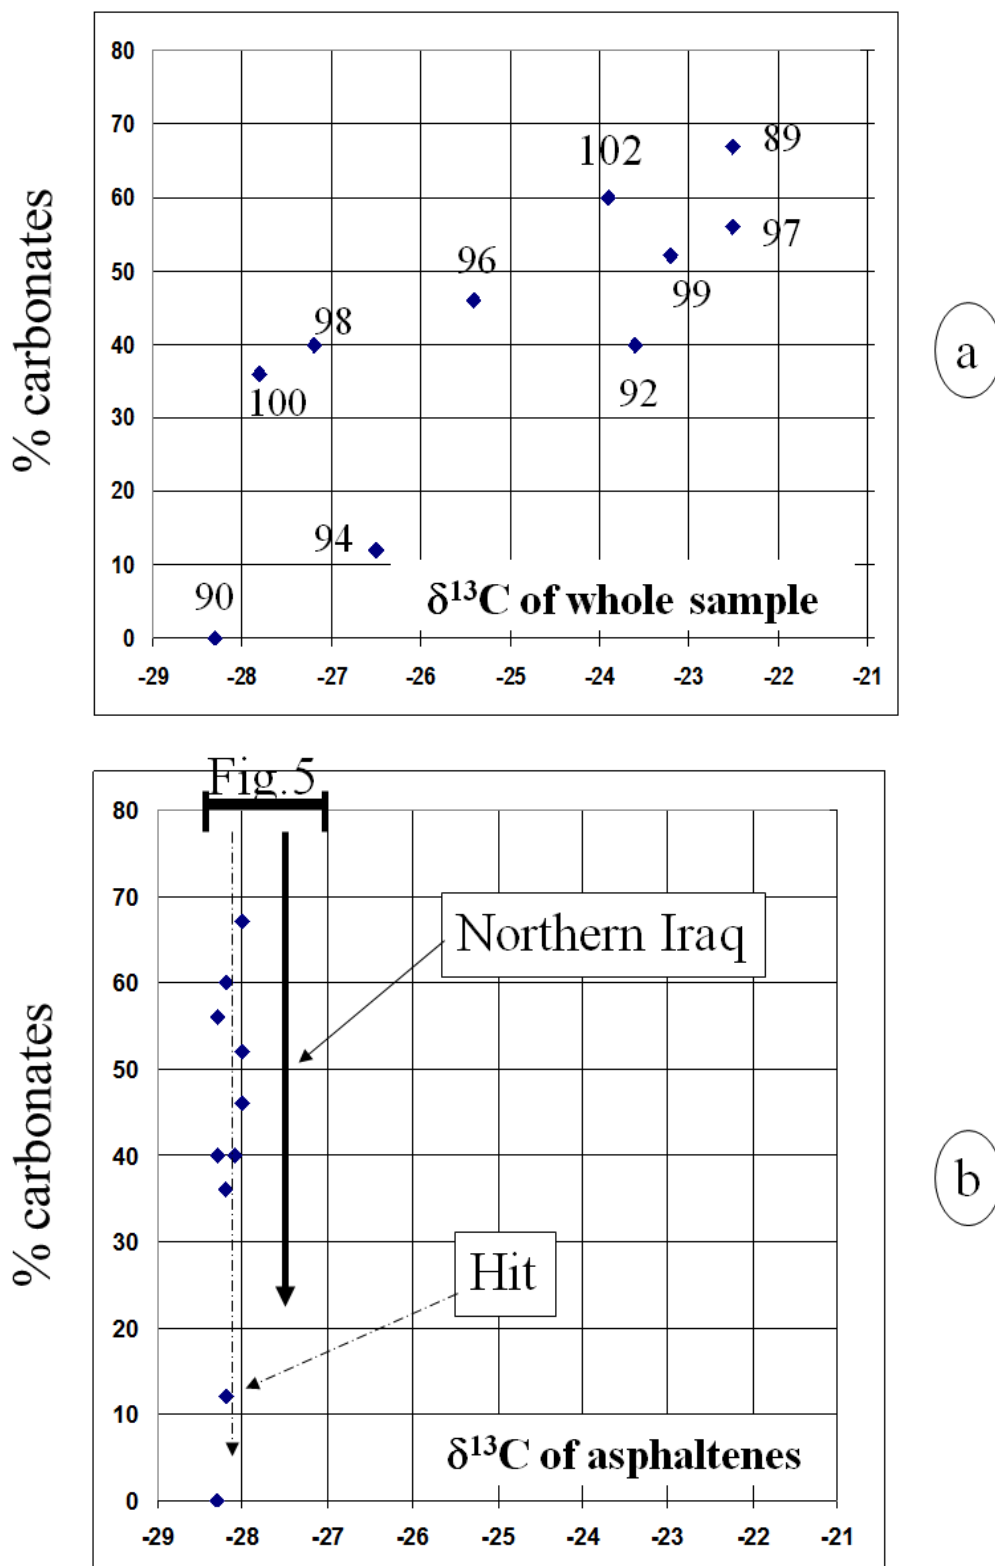 80
70
60
50
40
30
20
10
0
% carbonates
102
89
97
96
99
98
92
100
94
90
δ¹³C of whole sample
-29 -28 -27 -26 -25 -24 -23 -22 -21
a
Fig.5
80
70
60
50
40
30
20
10
0
% carbonates
Northern Iraq
Hit
δ¹³C of asphaltenes
-29 -28 -27 -26 -25 -24 -23 -22 -21
b